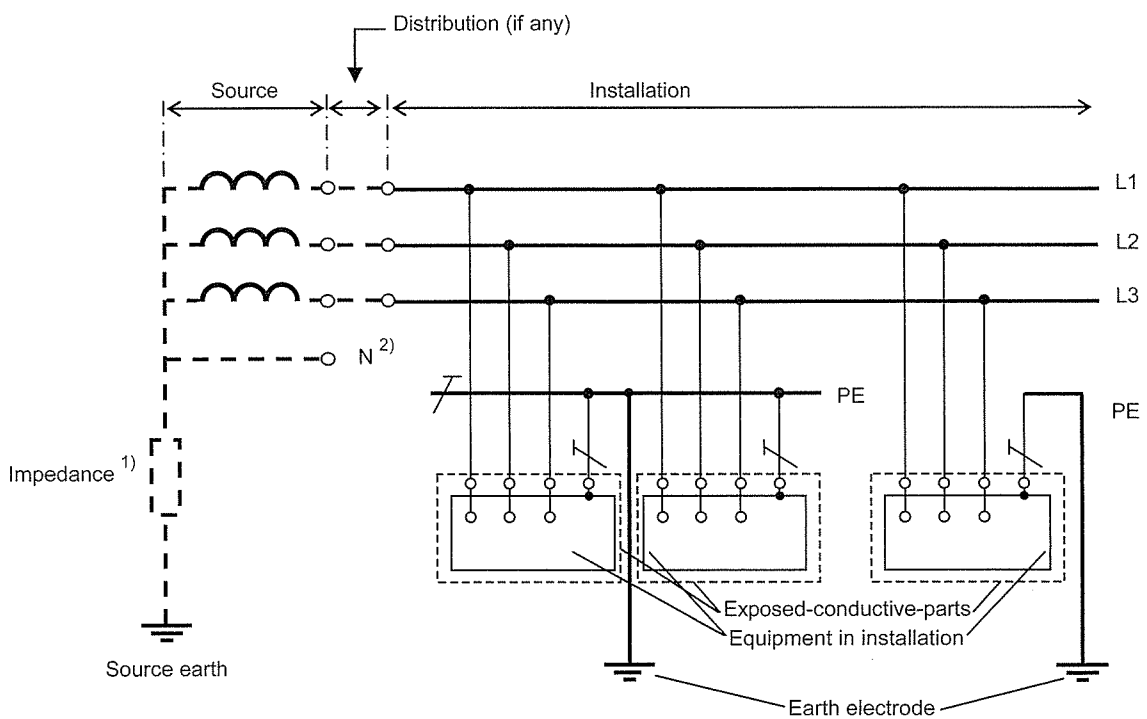 Distribution (if any)
Source
Installation
L1
L2
L3
N 2)
PE
PE
Impedance 1)
Exposed-conductive-parts
Equipment in installation
Source earth
Earth electrode